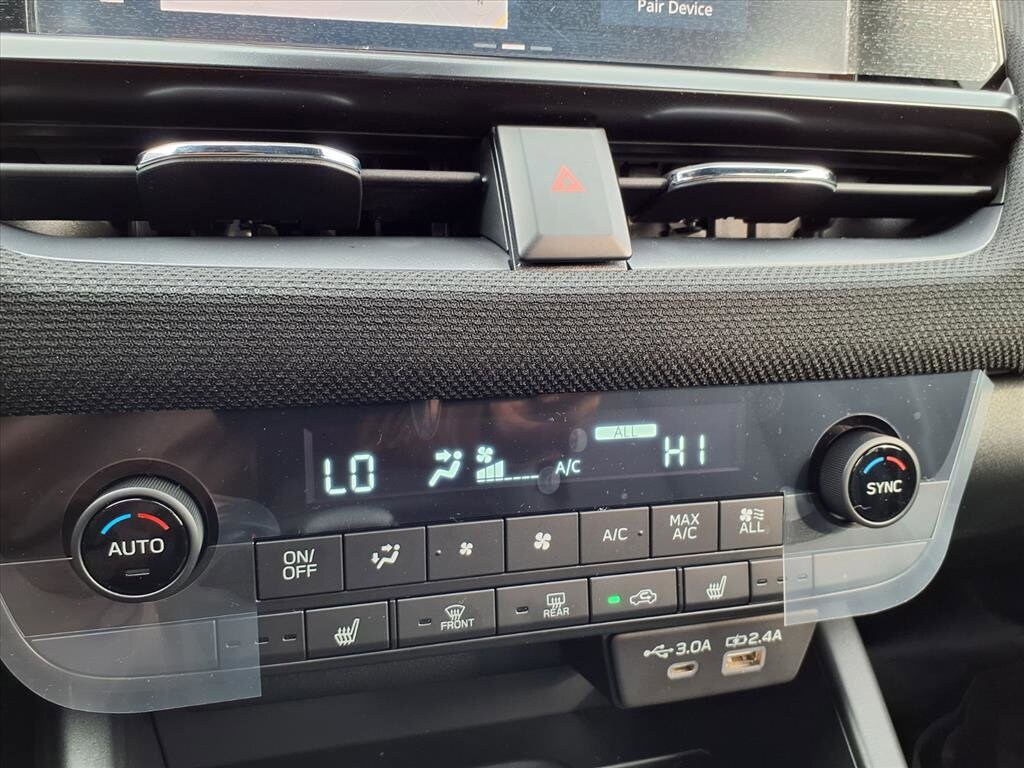 Pair Device
LO
A/C
ALL
HI
AUTO
SYNC
ON/
OFF
A/C
MAX
A/C
ALL
FRONT
REAR
3.0A
2.4A